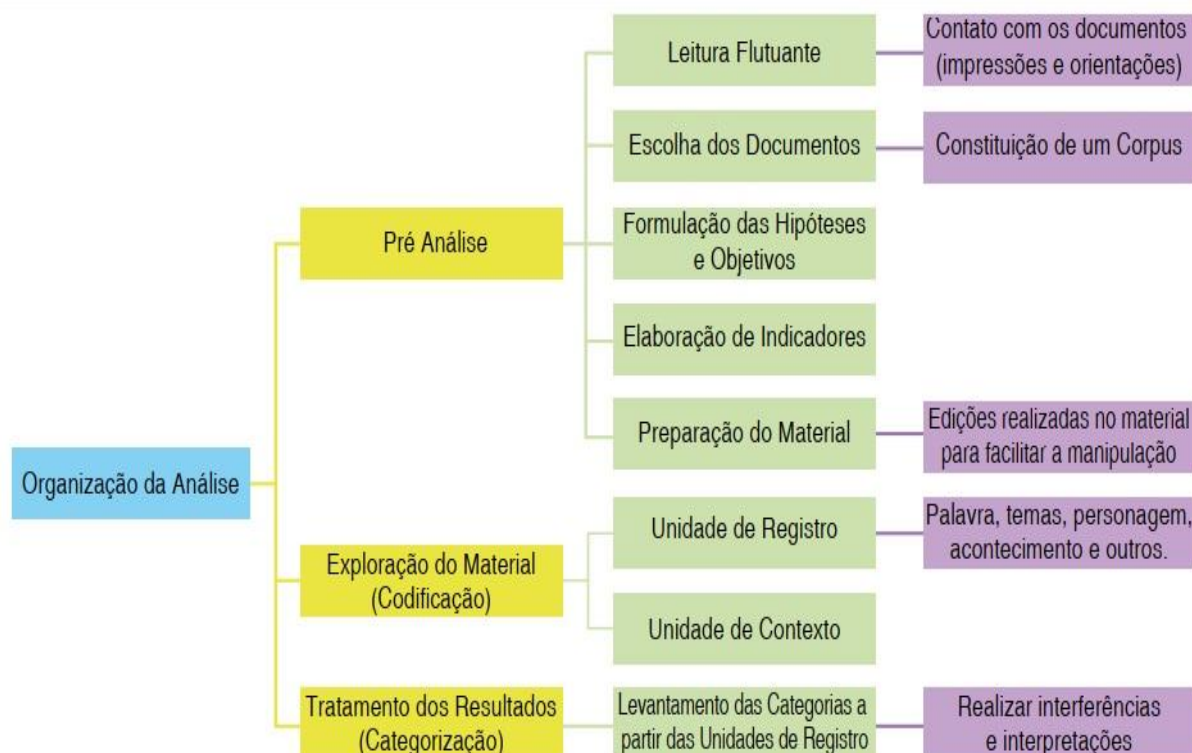 Organização da Análise
Pré Análise
Leitura Flutuante
Contato com os documentos
(impressões e orientações)
Escolha dos Documentos
Constituição de um Corpus
Formulação das Hipóteses
e Objetivos
Elaboração de Indicadores
Preparação do Material
Edições realizadas no material
para facilitar a manipulação
Exploração do Material
(Codificação)
Unidade de Registro
Palavra, temas, personagem,
acontecimento e outros.
Unidade de Contexto
Tratamento dos Resultados
(Categorização)
Levantamento das Categorias a
partir das Unidades de Registro
Realizar interferências
e interpretações